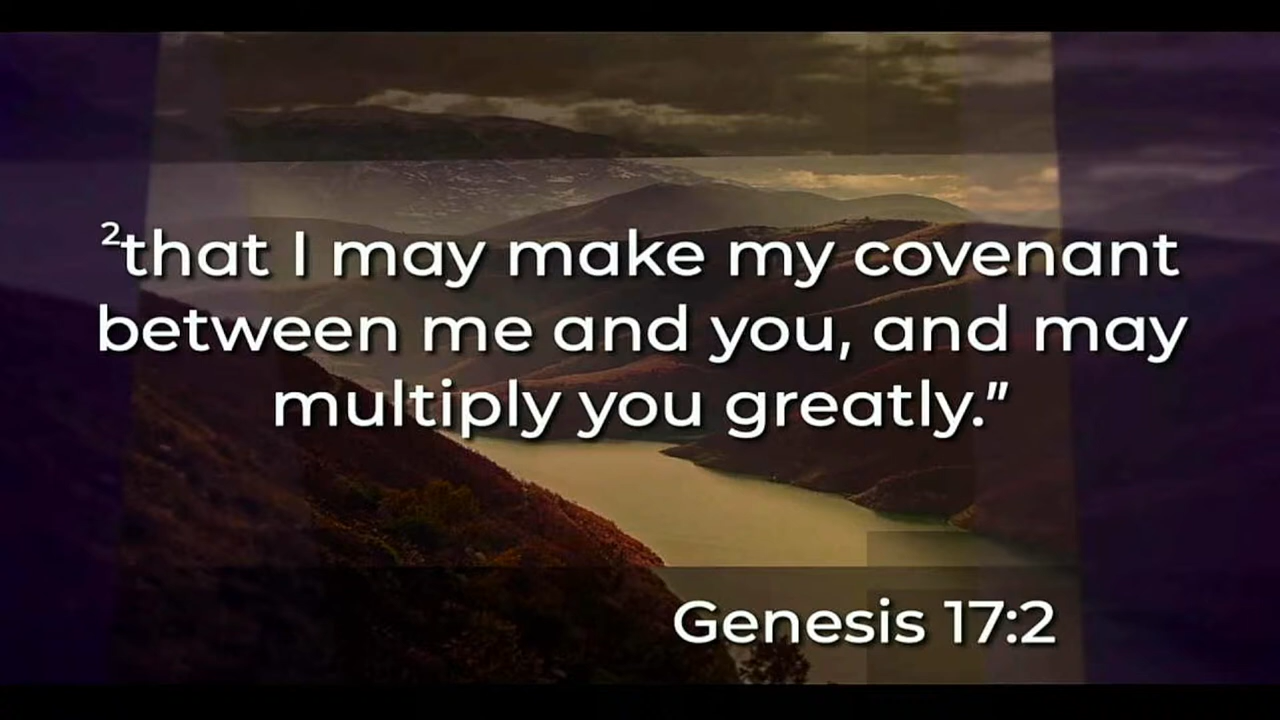 ²that I may make my covenant
between me and you, and may
multiply you greatly.”
Genesis 17:2